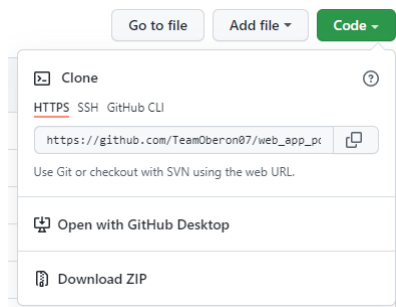 Go to file Add file Code
Clone
HTTPS SSH GitHub CLI
https://github.com/TeamOberon07/web_app_po
Use Git or checkout with SVN using the web URL.
Open with GitHub Desktop
Download ZIP